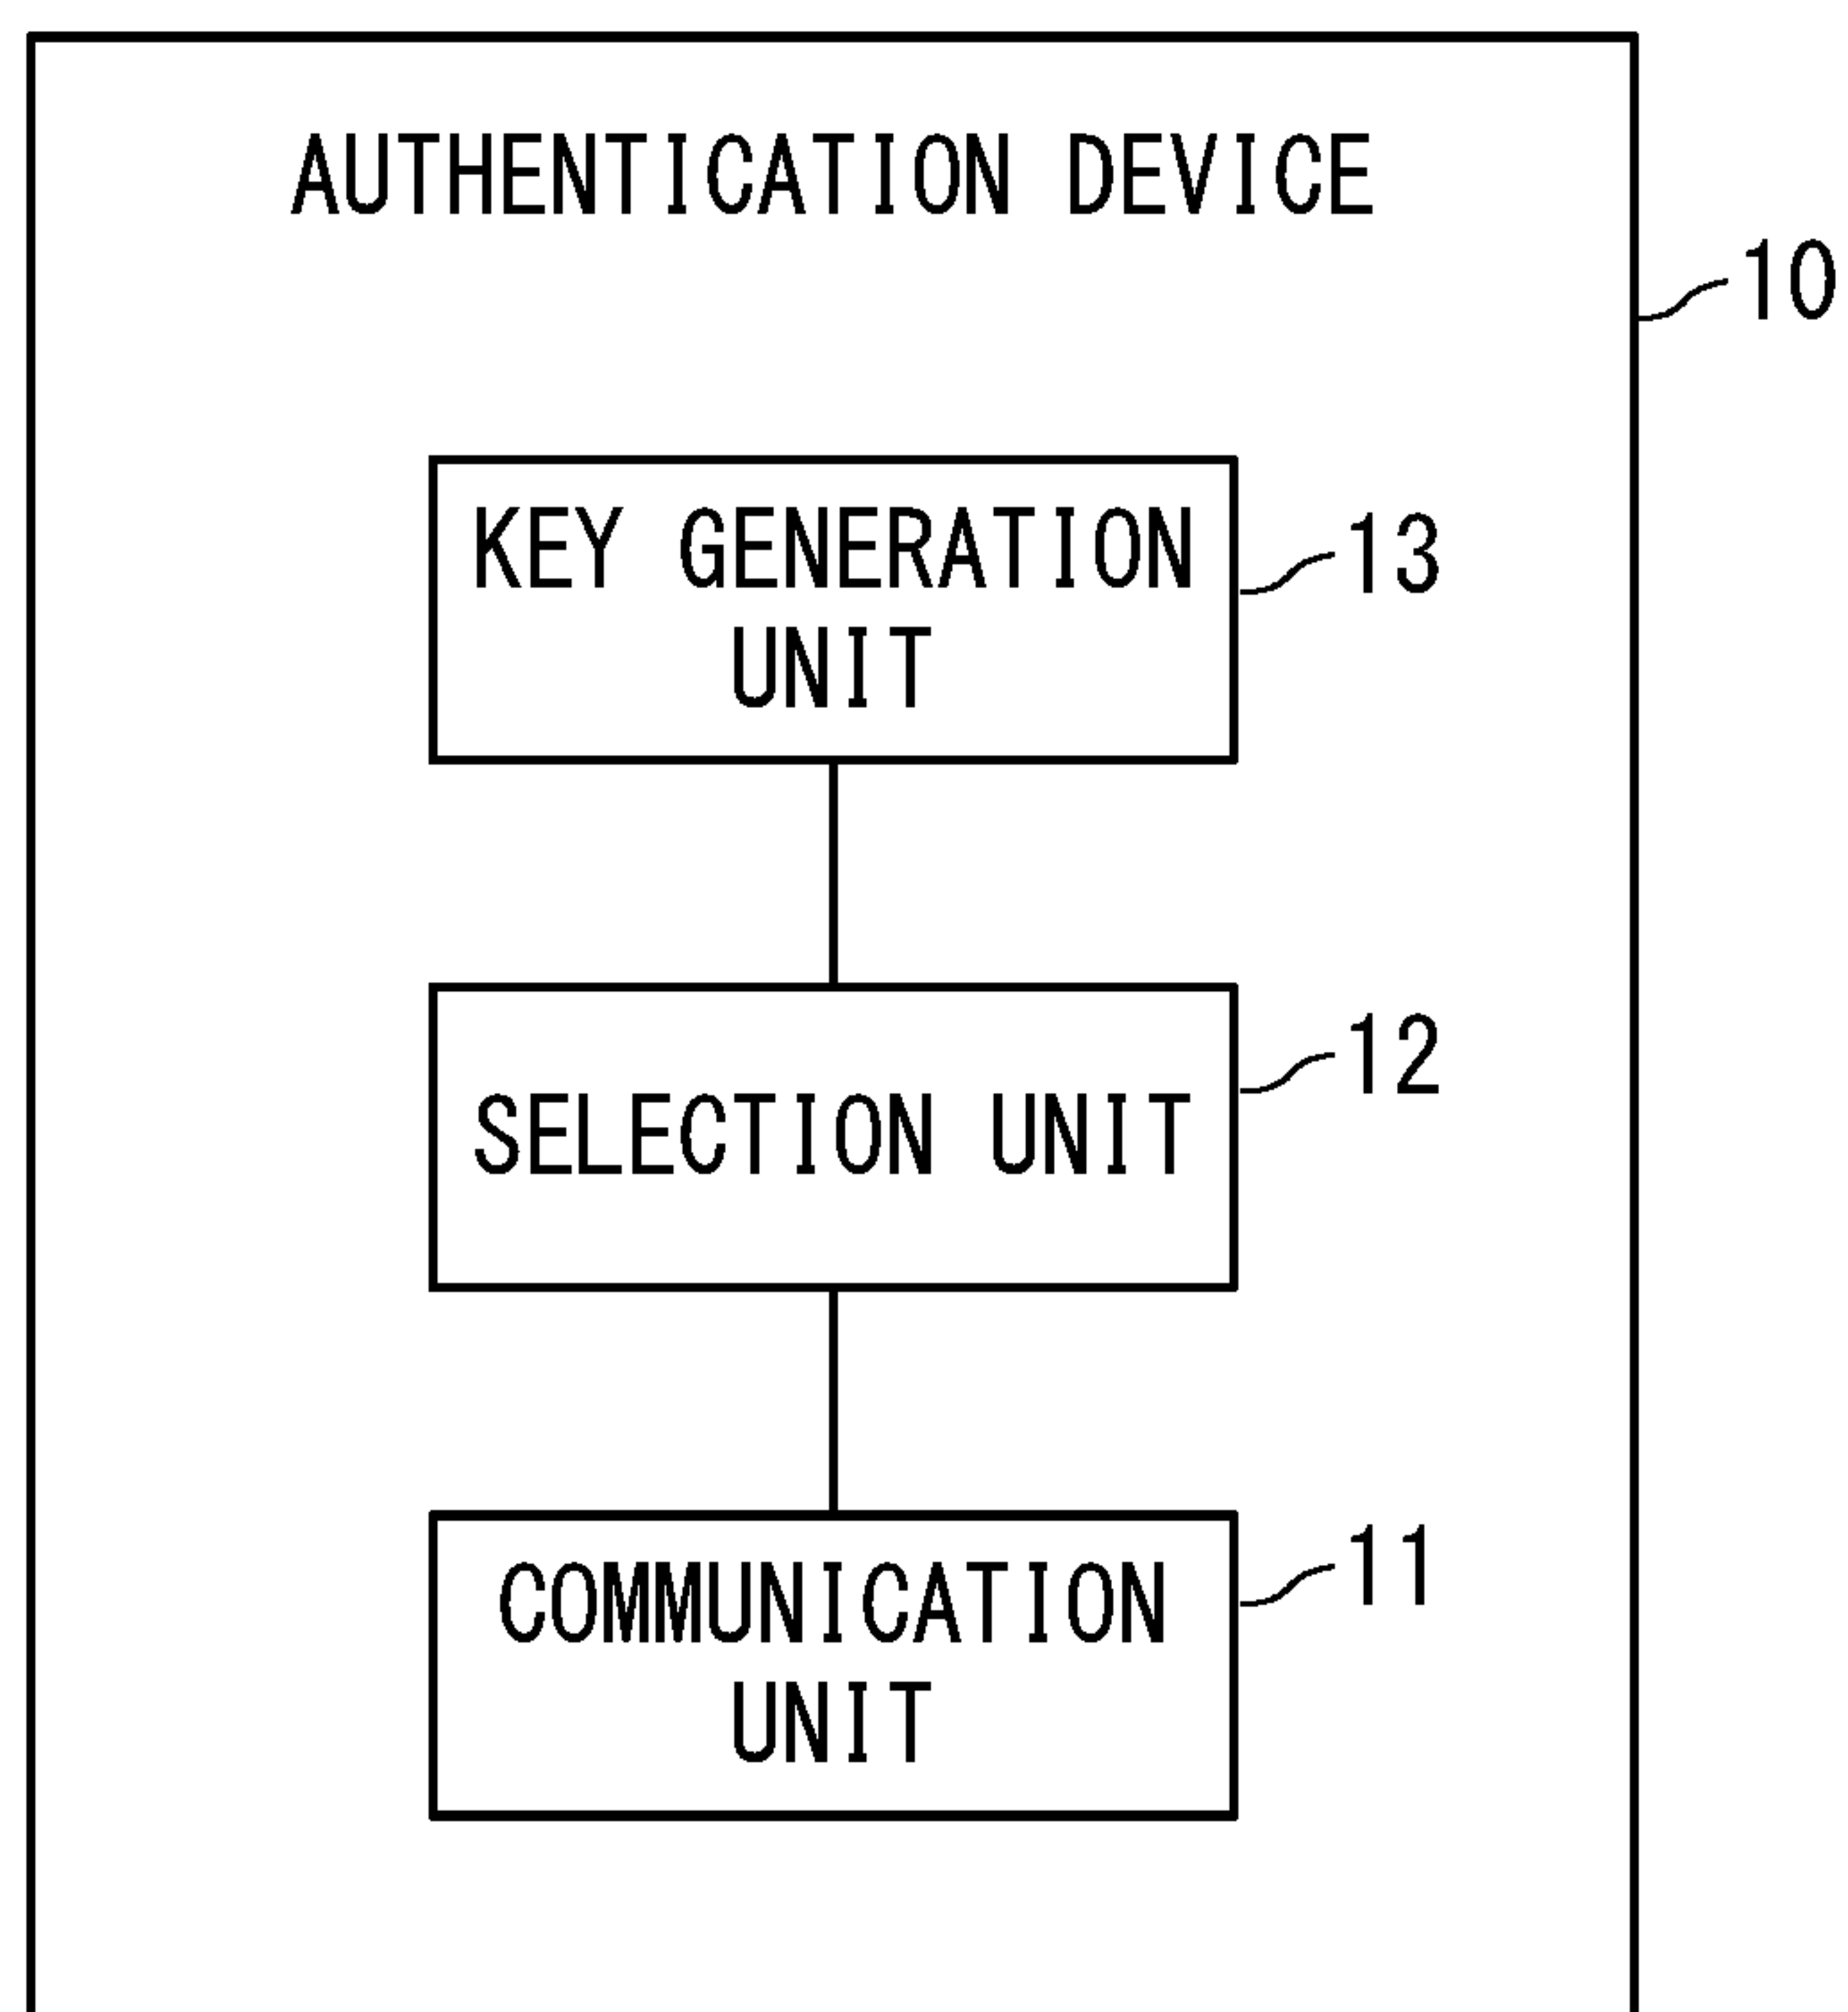 AUTHENTICATION DEVICE
10
KEY GENERATION
UNIT
13
SELECTION UNIT
12
COMMUNICATION
UNIT
11